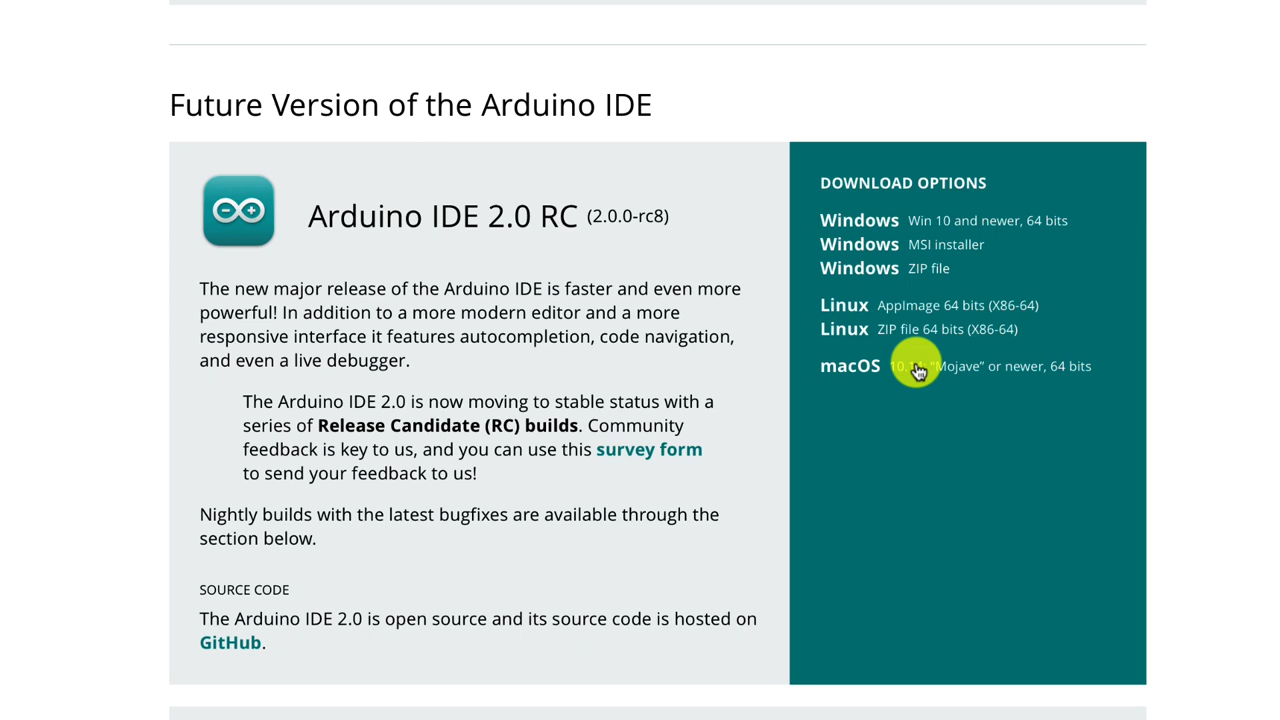 Future Version of the Arduino IDE
Arduino IDE 2.0 RC (2.0.0-rc8)
The new major release of the Arduino IDE is faster and even more
powerful! In addition to a more modern editor and a more
responsive interface it features autocompletion, code navigation,
and even a live debugger.
The Arduino IDE 2.0 is now moving to stable status with a
series of Release Candidate (RC) builds. Community
feedback is key to us, and you can use this survey form
to send your feedback to us!
Nightly builds with the latest bugfixes are available through the
section below.
SOURCE CODE
The Arduino IDE 2.0 is open source and its source code is hosted on
GitHub.
DOWNLOAD OPTIONS
Windows Win 10 and newer, 64 bits
Windows MSI installer
Windows ZIP file
Linux AppImage 64 bits (X86-64)
Linux ZIP file 64 bits (X86-64)
macOS "Mojave" or newer, 64 bits